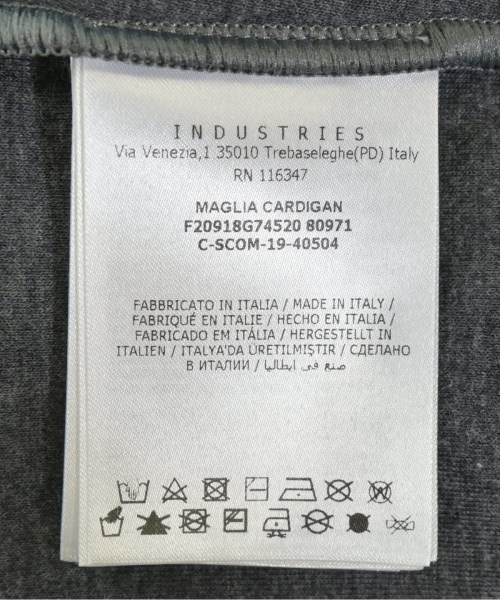 INDUSTRIES
Via Venezia,1 35010 Trebaseleghe(PD) Italy
RN 116347
MAGLIA CARDIGAN
F20918G74520 80971
C-SCOM-19-40504
FABBRICATO IN ITALIA / MADE IN ITALY /
FABRIQUÉ EN ITALIE / HECHO EN ITALIA /
FABRICADO EM ITÁLIA / HERGESTELLT IN
ITALIEN / ITALYA'DA ÜRETILMIŞTIR / СДЕЛАНО
В ИТАЛИИ / صنع في ايطاليا